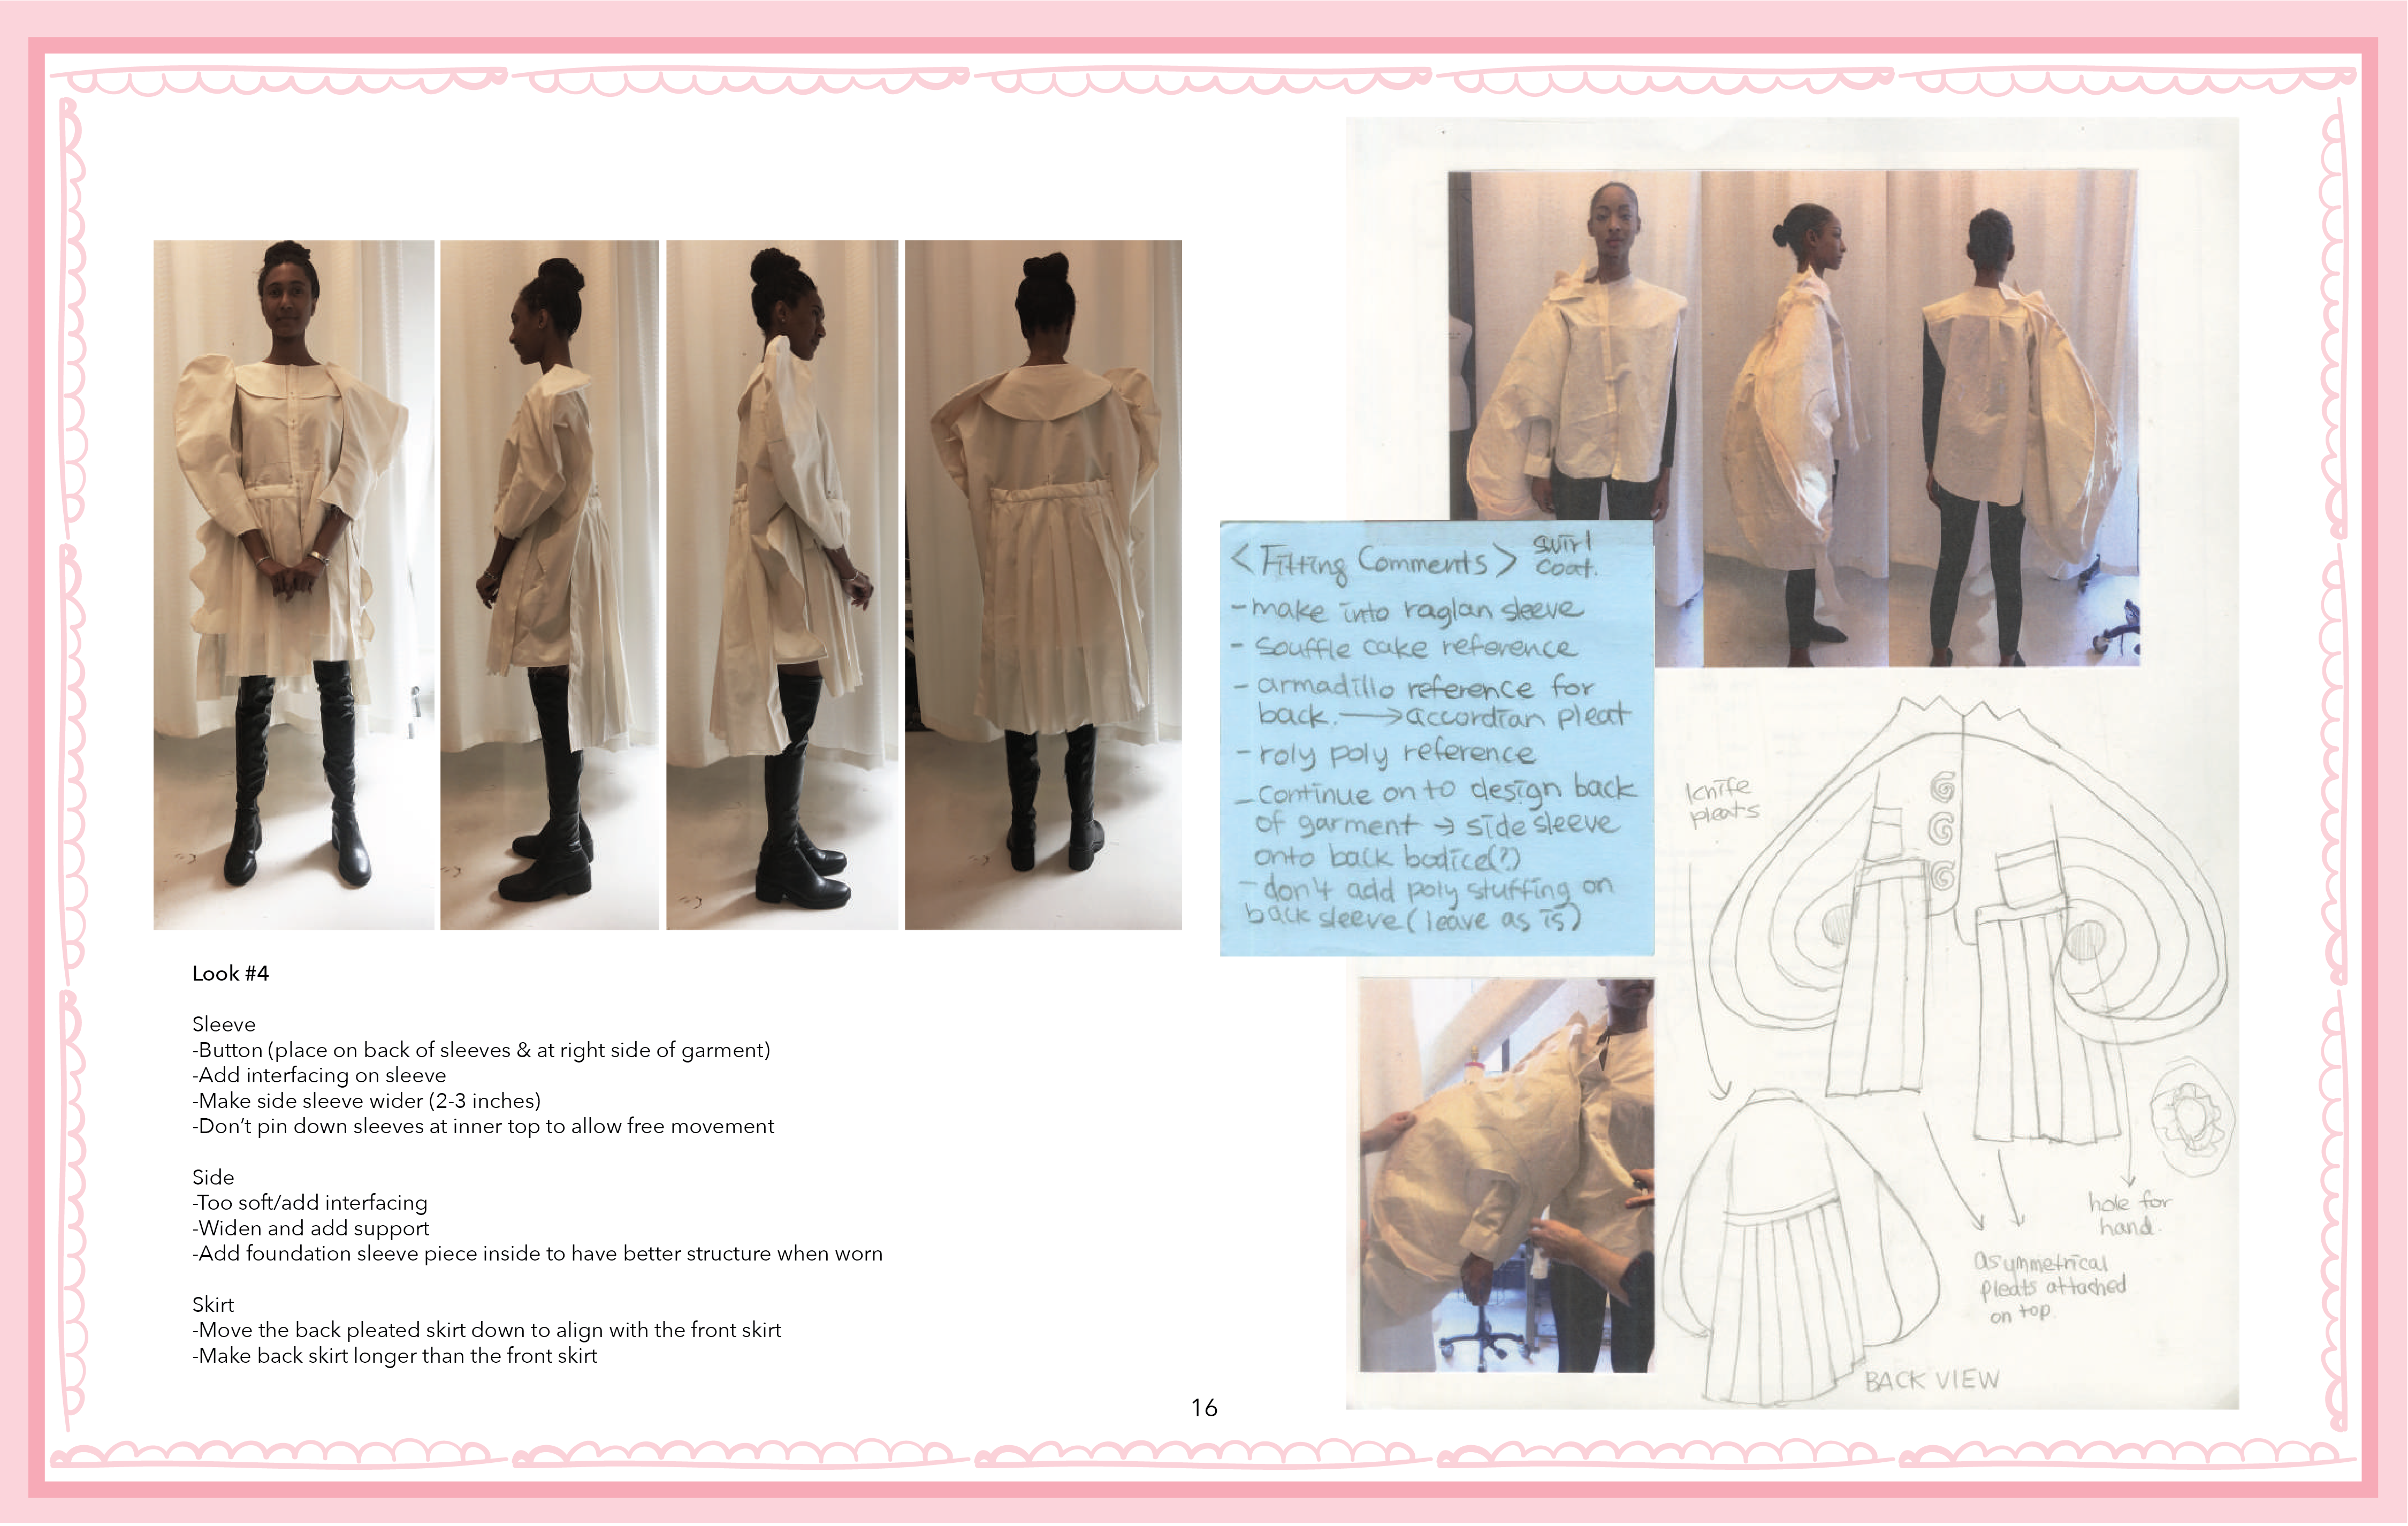 Look #4
Sleeve
-Button (place on back of sleeves & at right side of garment)
-Add interfacing on sleeve
-Make side sleeve wider (2-3 inches)
-Don't pin down sleeves at inner top to allow free movement
Side
-Too soft/add interfacing
-Widen and add support
-Add foundation sleeve piece inside to have better structure when worn
Skirt
-Move the back pleated skirt down to align with the front skirt
-Make back skirt longer than the front skirt
16
<Fitting Comments> swirl
coat.
-make into raglan sleeve
- souffle cake reference
- armadillo reference for
back. → accordian pleat
- roly poly reference
- Continue on to design back
of garment → side sleeve
onto back bodice(?)
- don't add poly stuffing on
back sleeve (leave as is)
knife
pleats
hole for
hand.
asymmetrical
pleats attached
on top
BACK VIEW